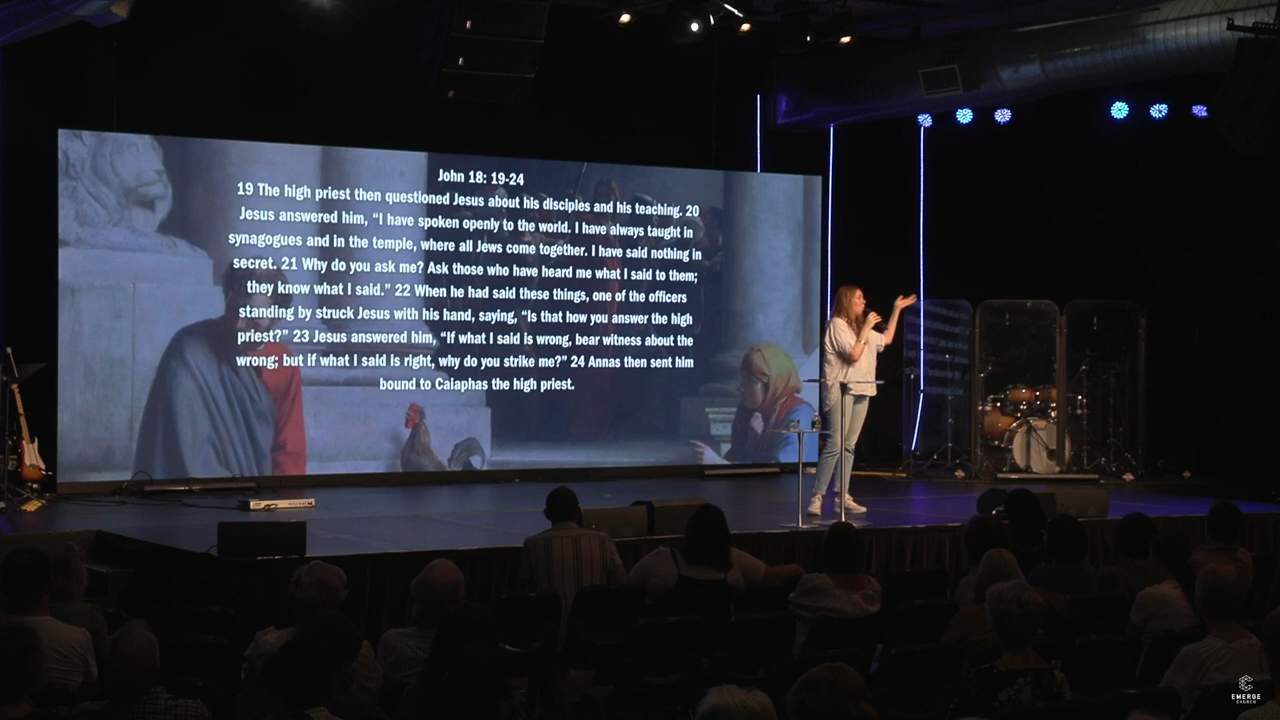 John 18: 19-24
19 The high priest then questioned Jesus about his disciples and his teaching. 20
Jesus answered him, “I have spoken openly to the world. I have always taught in
synagogues and in the temple, where all Jews come together. I have said nothing in
secret. 21 Why do you ask me? Ask those who have heard me what I said to them;
they know what I said.” 22 When he had said these things, one of the officers
standing by struck Jesus with his hand, saying, “Is that how you answer the high
priest?” 23 Jesus answered him, “If what I said is wrong, bear witness about the
wrong; but if what I said is right, why do you strike me?” 24 Annas then sent him
bound to Caiaphas the high priest.
EMERGE
CHURCH